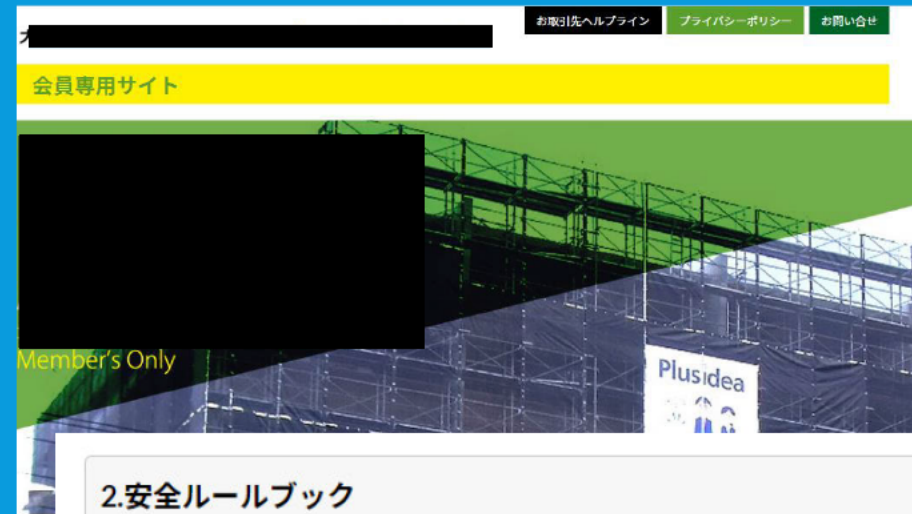 お取引先ヘルプライン
プライバシーポリシー
お問い合せ
会員専用サイト
Member's Only
Plusidea
2.安全ルールブック